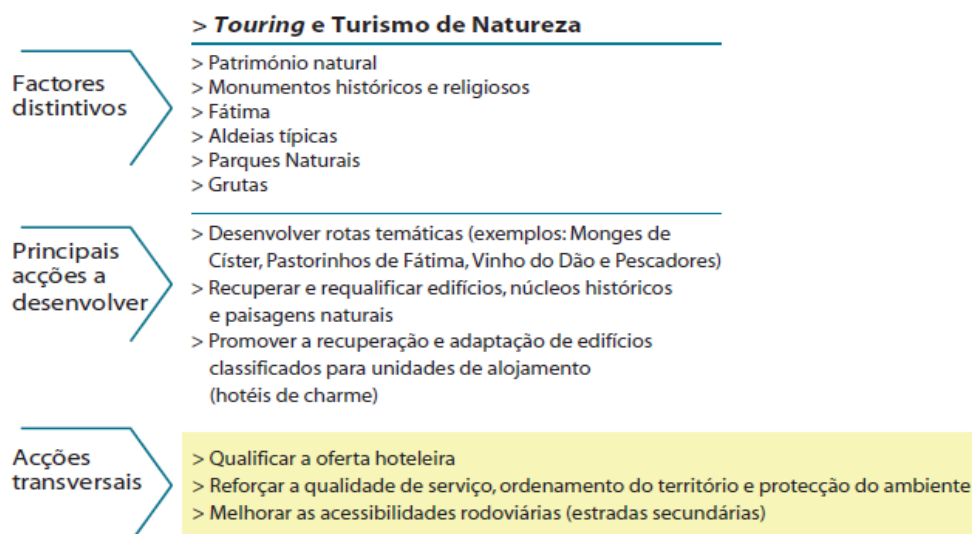 > Touring e Turismo de Natureza
Factores
distintivos
> Património natural
> Monumentos históricos e religiosos
> Fátima
> Aldeias típicas
> Parques Naturais
> Grutas
Principais
acções a
desenvolver
> Desenvolver rotas temáticas (exemplos: Monges de
Císter, Pastorinhos de Fátima, Vinho do Dão e Pescadores)
> Recuperar e requalificar edifícios, núcleos históricos
e paisagens naturais
> Promover a recuperação e adaptação de edifícios
classificados para unidades de alojamento
(hotéis de charme)
Acções
transversais
> Qualificar a oferta hoteleira
> Reforçar a qualidade de serviço, ordenamento do território e protecção do ambiente
> Melhorar as acessibilidades rodoviárias (estradas secundárias)